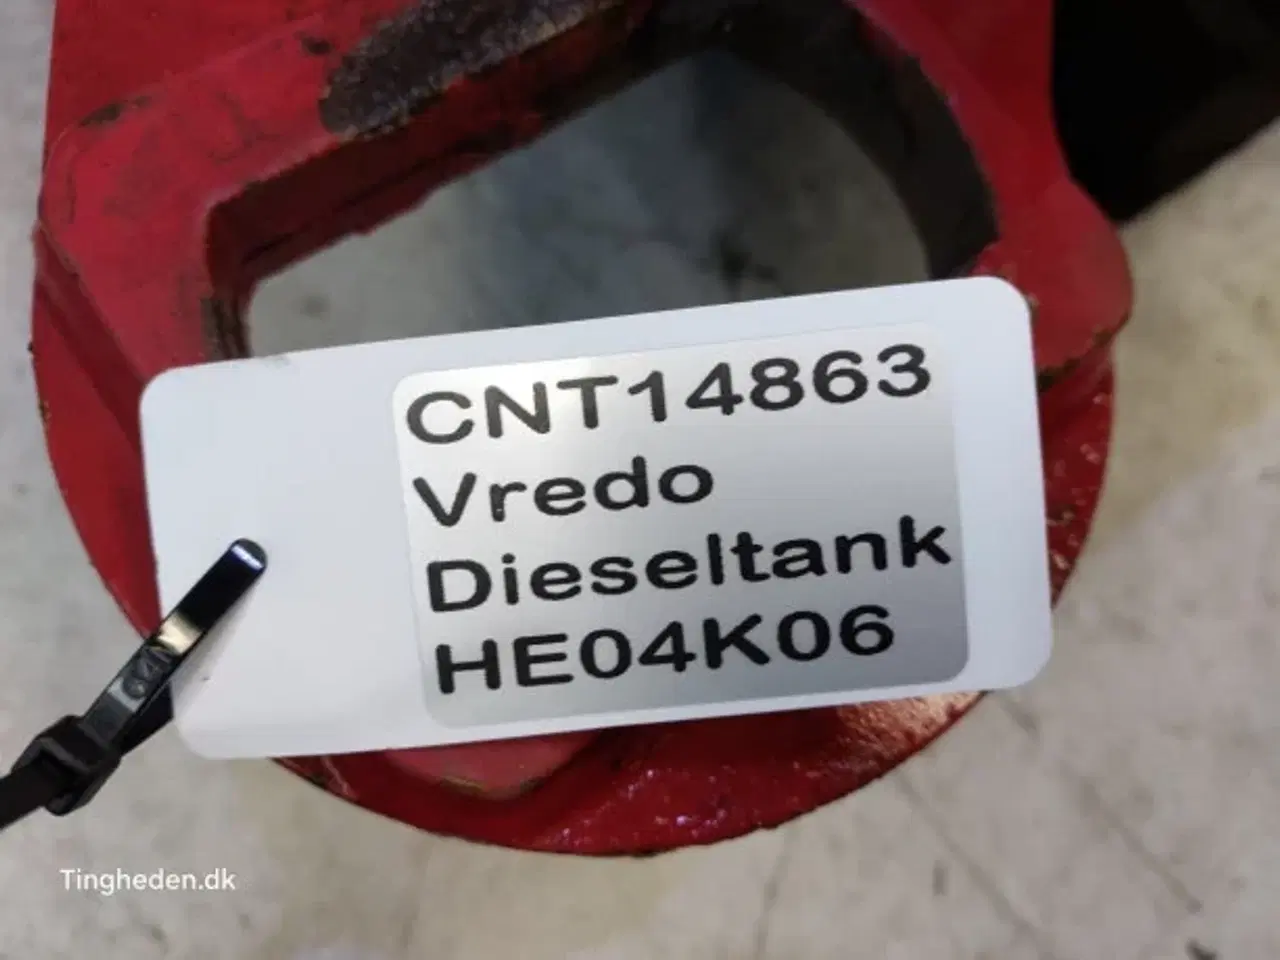 CNT14863
Vredo
Dieseltank
HE04K06
Tingheden.dk